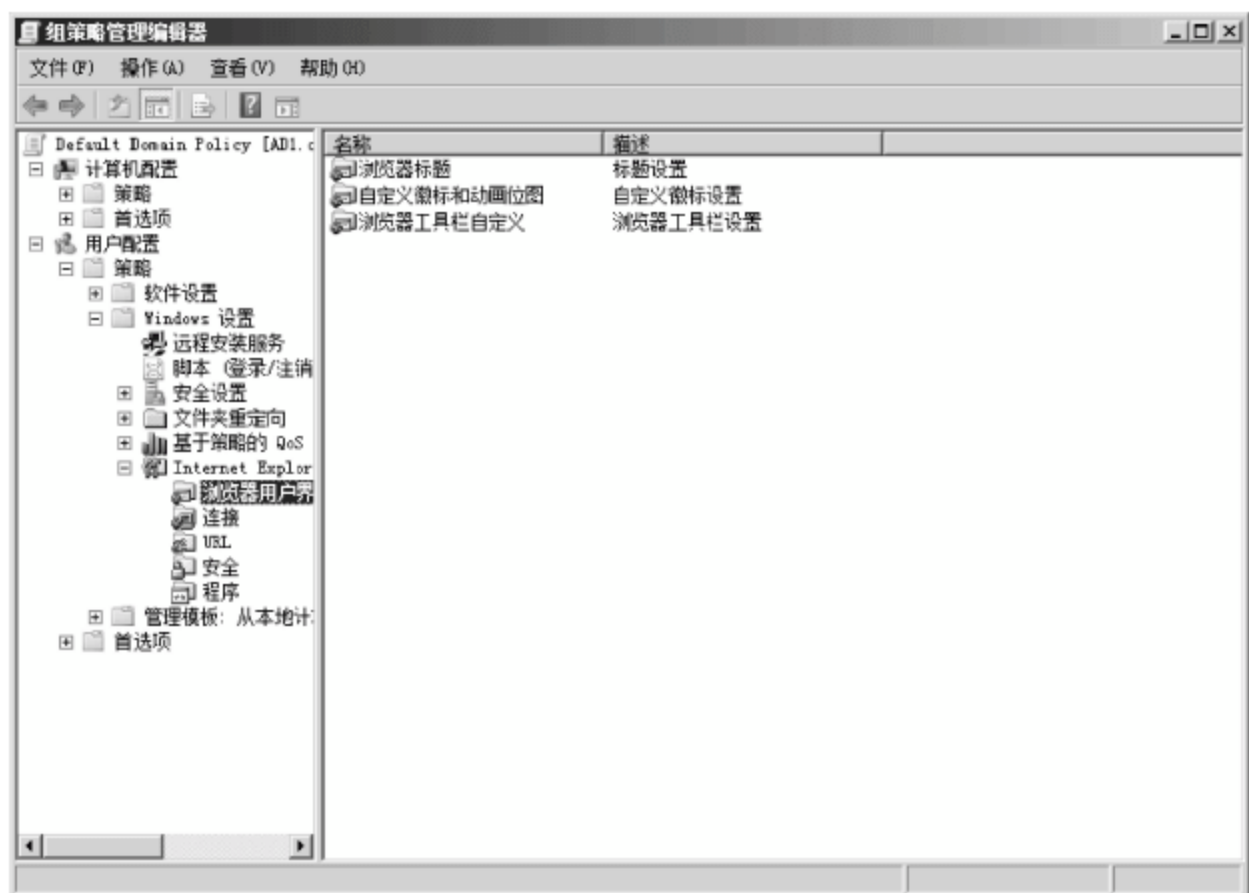 组策略管理编辑器
文件(F) 操作(A) 查看(V) 帮助(H)
Default Domain Policy [AD1.c
计算机配置
策略
首选项
用户配置
策略
软件设置
Windows 设置
远程安装服务
脚本 (登录/注销
安全设置
文件夹重定向
基于策略的 QoS
Internet Explor
浏览器用户界
连接
URL
安全
程序
管理模板: 从本地计
首选项
名称 描述
浏览器标题 标题设置
自定义徽标和动画位图 自定义徽标设置
浏览器工具栏自定义 浏览器工具栏设置